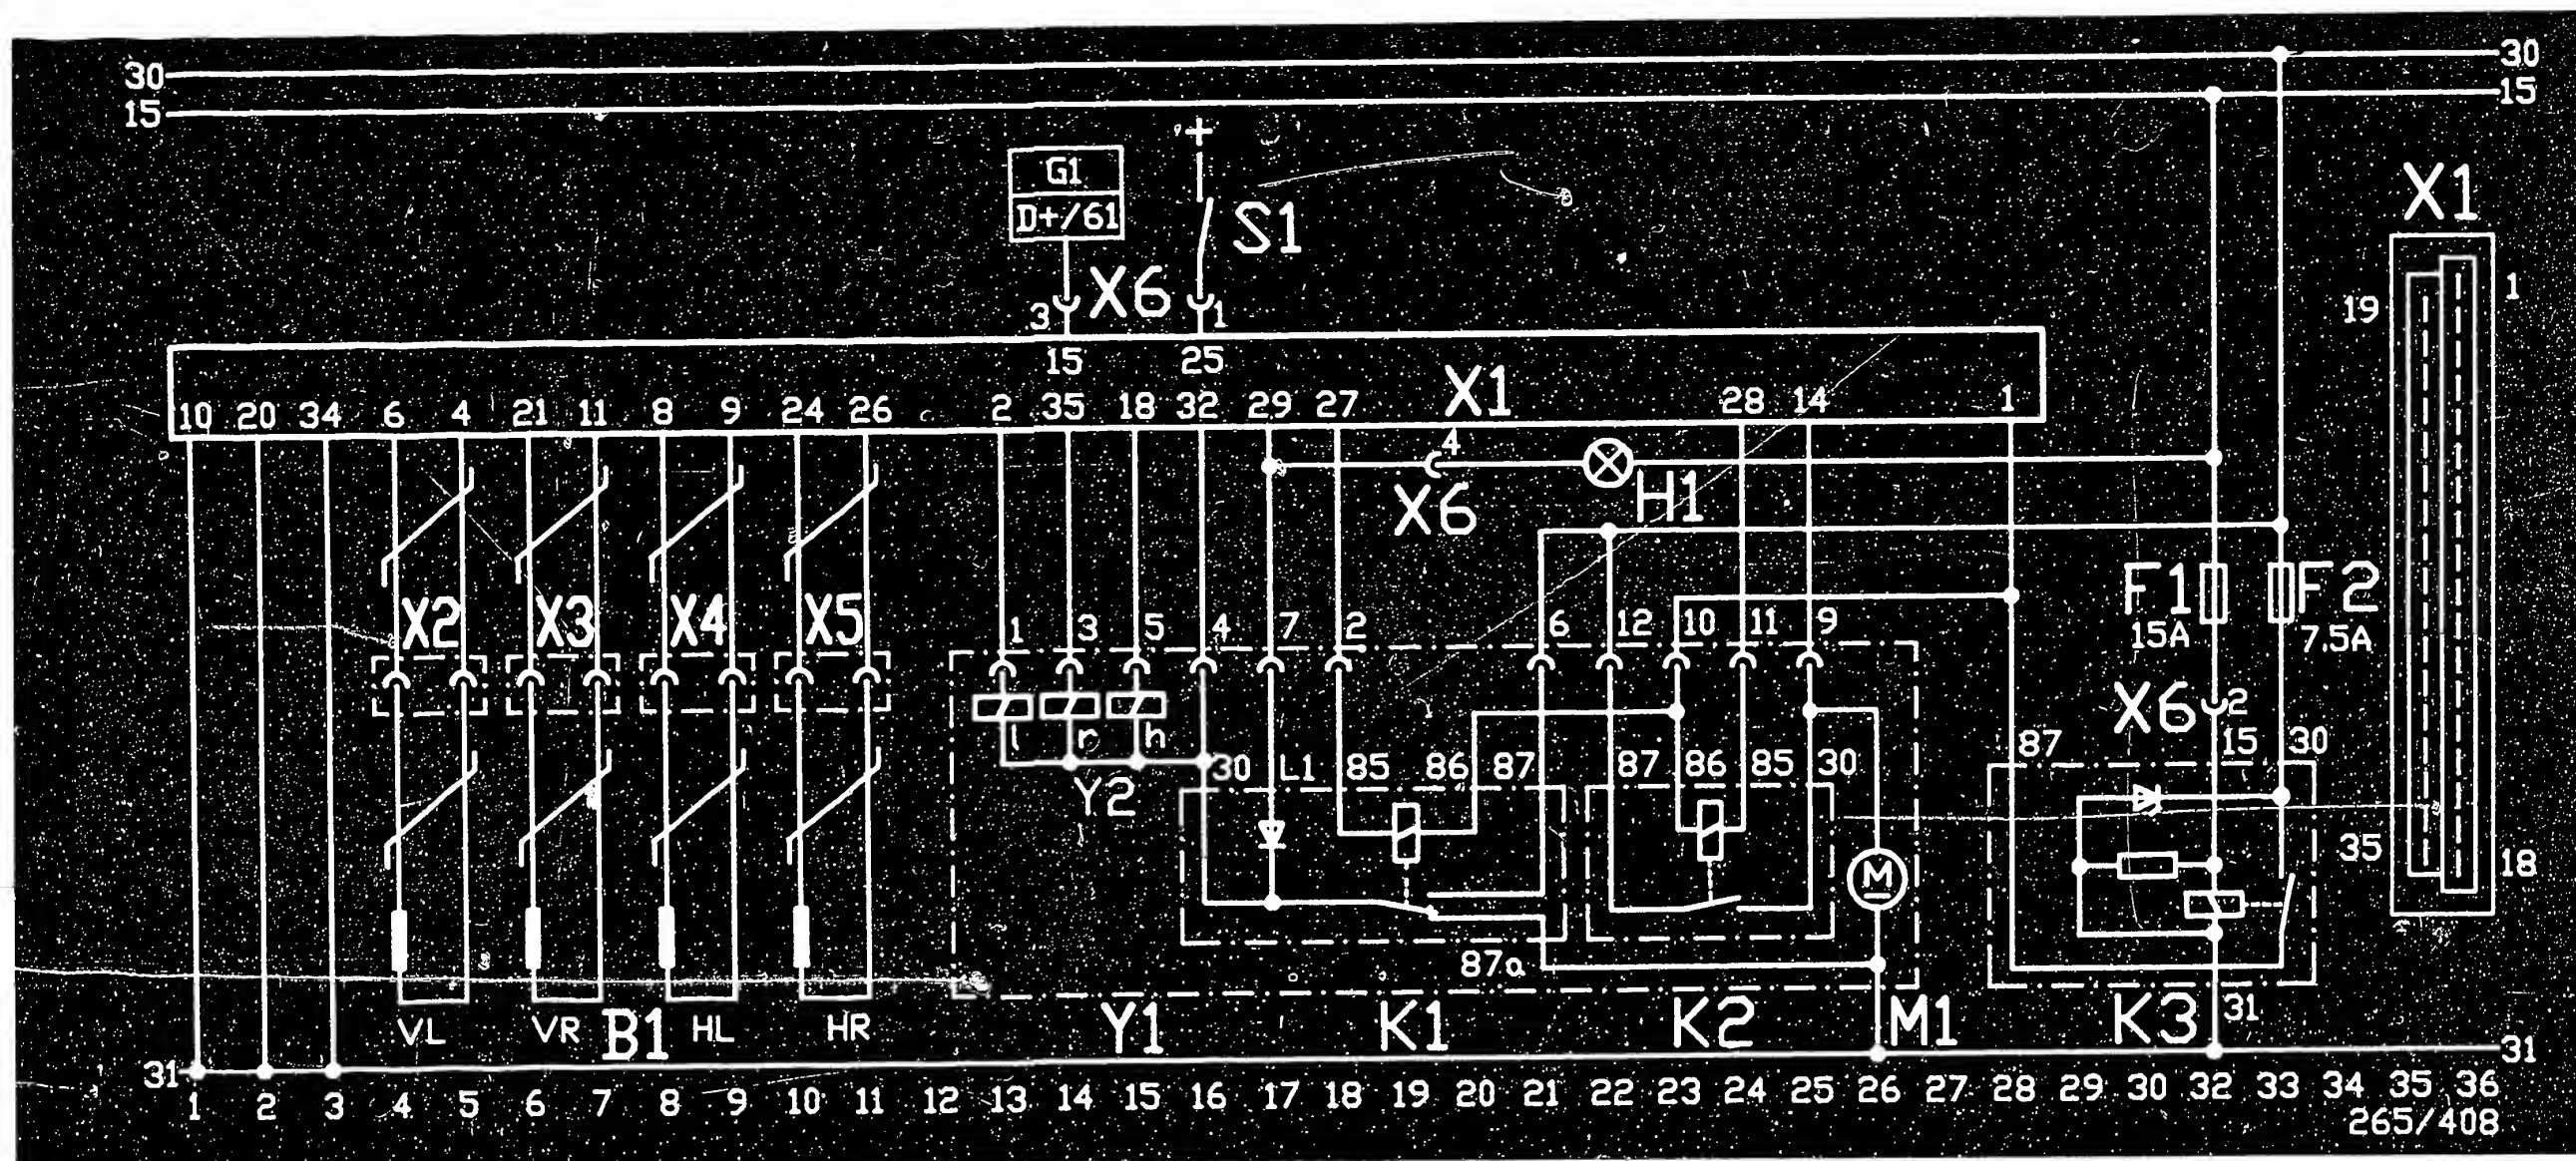 30 30
15 15
G1
D+/61
S1
X1
3 X6 1
19 1
15 25
10 20 34 6 4 21 11 8 9 24 26 2 35 18 32 29 27 X1 28 14 1
4
X6 H1
X2 X3 X4 X5
F1 F2
15A 7.5A
1 3 5 4 7 2 6 12 10 11 9
X6 2
l r h
87 15 30
30 L1 85 86 87 87 86 85 30
Y2
M
35 18
87a
VL VR B1 HL HR Y1 K1 K2 M1 K3 31
31 31
1 2 3 4 5 6 7 8 9 10 11 12 13 14 15 16 17 18 19 20 21 22 23 24 25 26 27 28 29 30 32 33 34 35 36
265/408